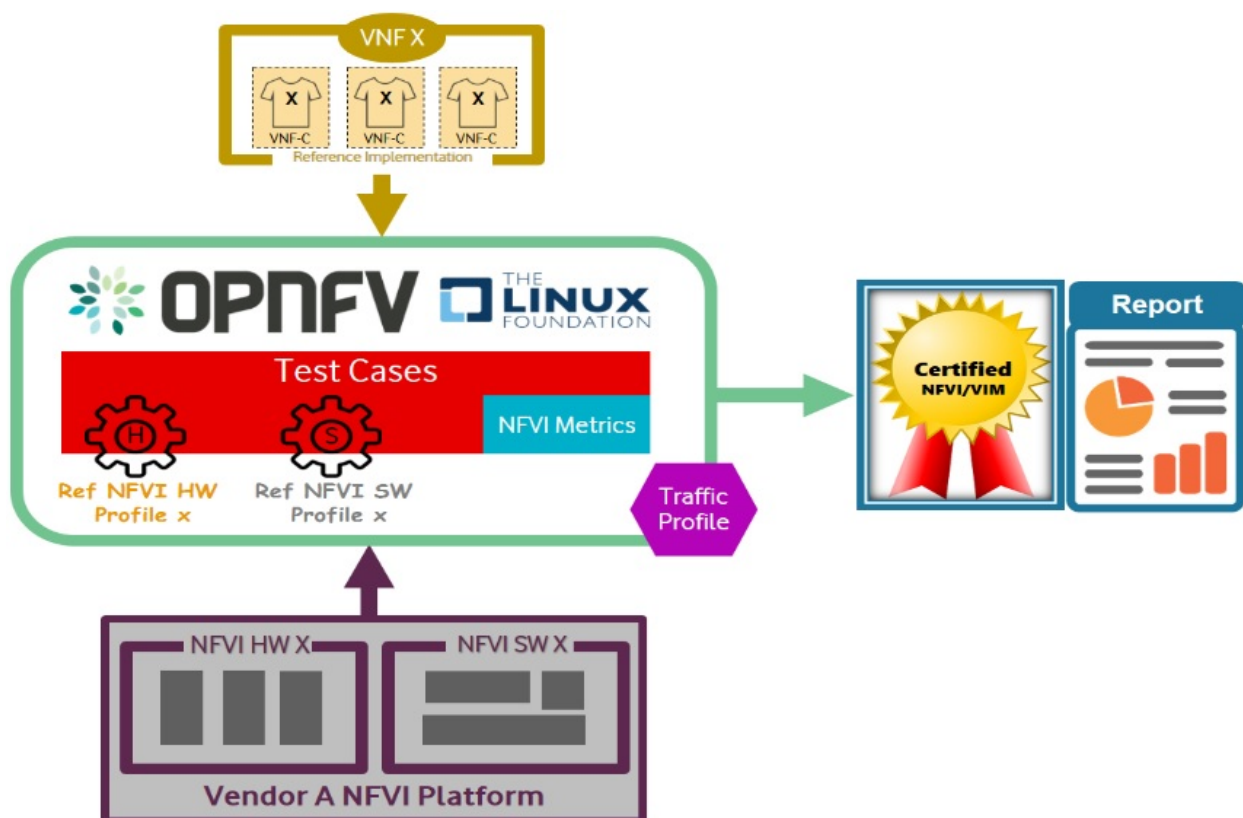 VNF X
X X X
VNF-C VNF-C VNF-C
Reference Implementation
OPNFV
THE
LINUX
FOUNDATION
Test Cases
H S
NFVI Metrics
Ref NFVI HW
Profile x
Ref NFVI SW
Profile x
Traffic
Profile
Certified
NFVI/VIM
Report
NFVI HW X
NFVI SW X
Vendor A NFVI Platform